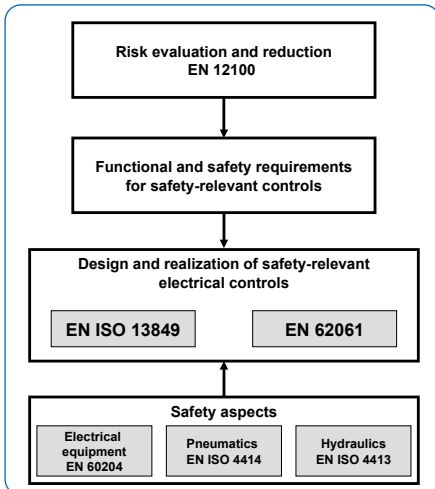 Risk evaluation and reduction
EN 12100
Functional and safety requirements
for safety-relevant controls
Design and realization of safety-relevant
electrical controls
EN ISO 13849
EN 62061
Safety aspects
Electrical
equipment
EN 60204
Pneumatics
EN ISO 4414
Hydraulics
EN ISO 4413